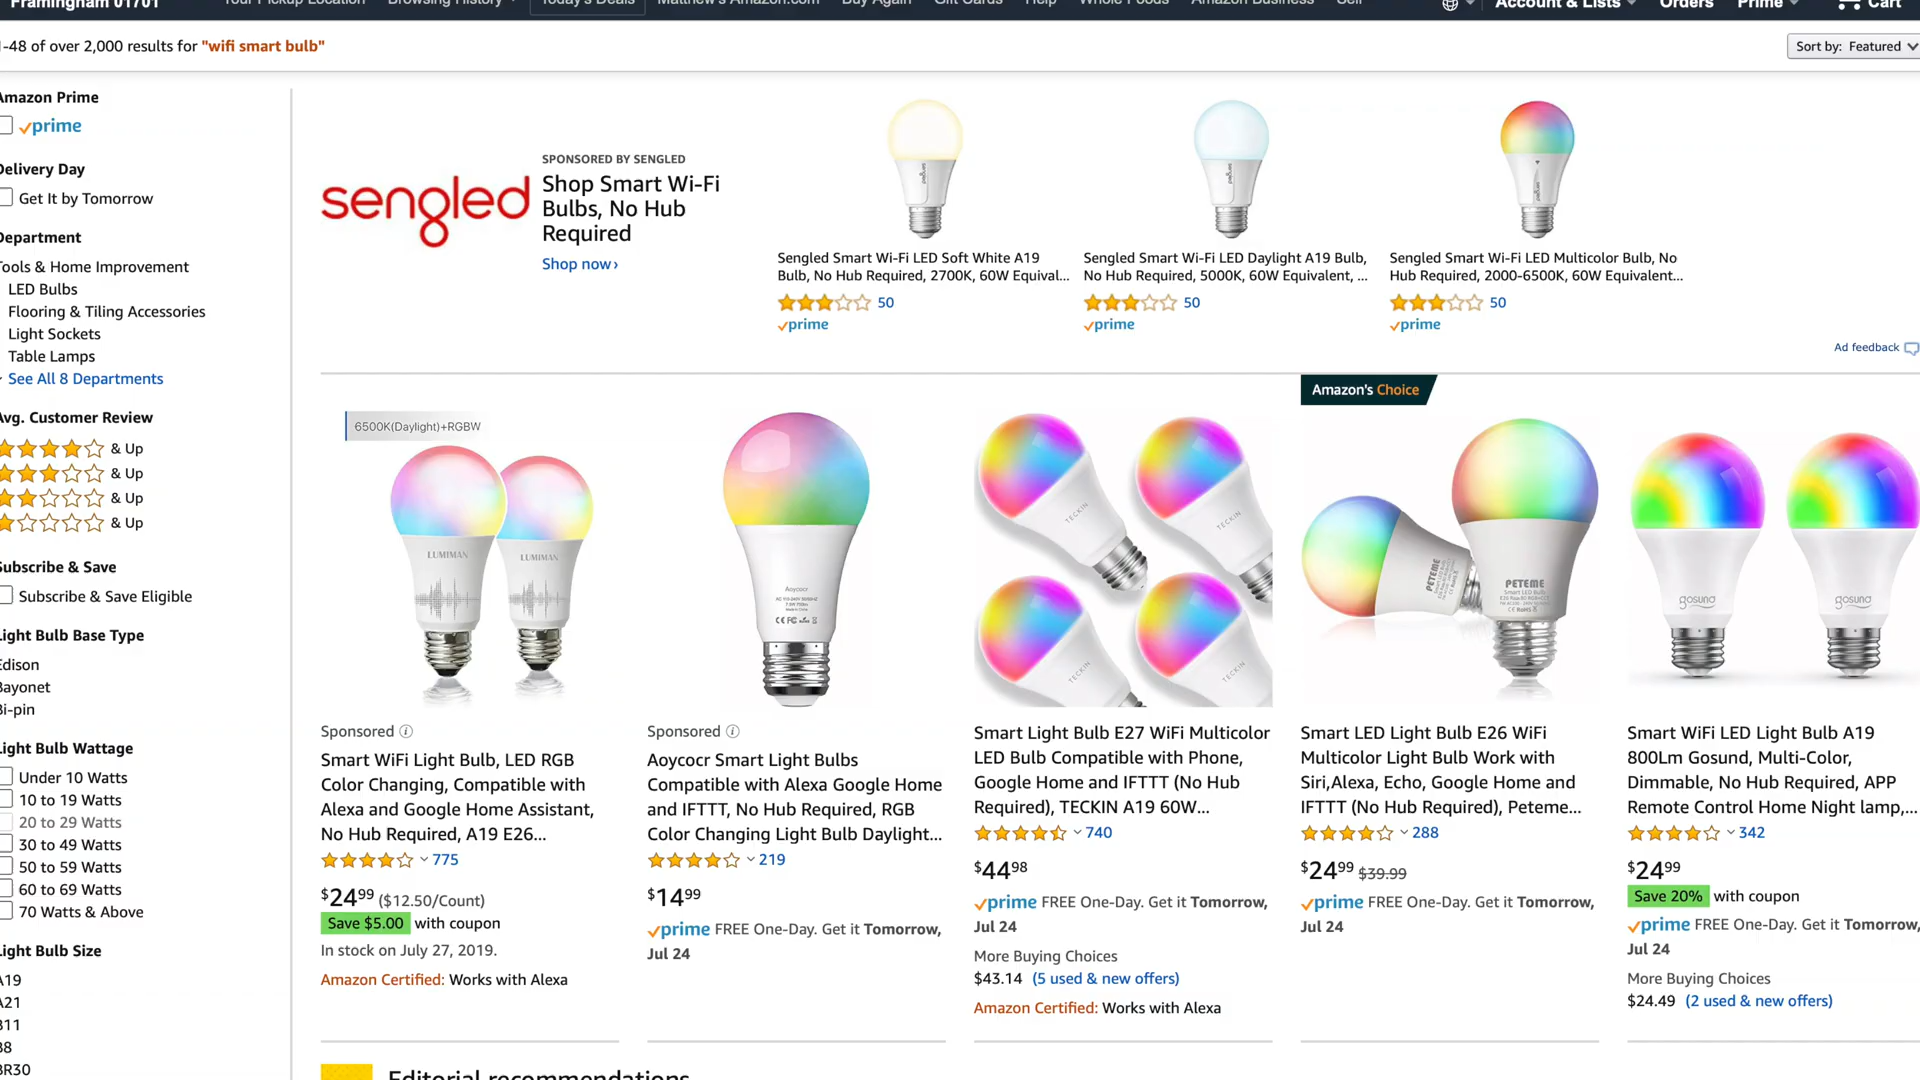 Framingham 01701
Your Pickup Location Browsing History Today's Deals Matthew's Amazon.com Buy Again Gift Cards Help Whole Foods Amazon Business Sell
Account & Lists Orders Prime Cart
1-48 of over 2,000 results for "wifi smart bulb"
Sort by: Featured
Amazon Prime
prime
Delivery Day
Get It by Tomorrow
Department
Tools & Home Improvement
LED Bulbs
Flooring & Tiling Accessories
Light Sockets
Table Lamps
See All 8 Departments
Avg. Customer Review
& Up
& Up
& Up
& Up
Subscribe & Save
Subscribe & Save Eligible
Light Bulb Base Type
Edison
Bayonet
Bi-pin
Light Bulb Wattage
Under 10 Watts
10 to 19 Watts
20 to 29 Watts
30 to 49 Watts
50 to 59 Watts
60 to 69 Watts
70 Watts & Above
Light Bulb Size
A19
A21
B11
B8
BR30
sengled
SPONSORED BY SENGLED
Shop Smart Wi-Fi
Bulbs, No Hub
Required
Shop now ›
Sengled Smart Wi-Fi LED Soft White A19
Bulb, No Hub Required, 2700K, 60W Equival...
50
prime
Sengled Smart Wi-Fi LED Daylight A19 Bulb,
No Hub Required, 5000K, 60W Equivalent, ...
50
prime
Sengled Smart Wi-Fi LED Multicolor Bulb, No
Hub Required, 2000-6500K, 60W Equivalent...
50
prime
Ad feedback
6500K(Daylight)+RGBW
LUMIMAN
LUMIMAN
Sponsored
Smart WiFi Light Bulb, LED RGB
Color Changing, Compatible with
Alexa and Google Home Assistant,
No Hub Required, A19 E26...
775
$24.99 ($12.50/Count)
Save $5.00 with coupon
In stock on July 27, 2019.
Amazon Certified: Works with Alexa
Aoycocr
Sponsored
Aoycocr Smart Light Bulbs
Compatible with Alexa Google Home
and IFTTT, No Hub Required, RGB
Color Changing Light Bulb Daylight...
219
$14.99
prime FREE One-Day. Get it Tomorrow,
Jul 24
TECKIN
TECKIN
TECKIN
TECKIN
Smart Light Bulb E27 WiFi Multicolor
LED Bulb Compatible with Phone,
Google Home and IFTTT (No Hub
Required), TECKIN A19 60W...
740
$44.98
prime FREE One-Day. Get it Tomorrow,
Jul 24
More Buying Choices
$43.14 (5 used & new offers)
Amazon Certified: Works with Alexa
Amazon's Choice
PETEME
PETEME
Smart LED Bulb
Smart LED Light Bulb E26 WiFi
Multicolor Light Bulb Work with
Siri,Alexa, Echo, Google Home and
IFTTT (No Hub Required), Peteme...
288
$24.99 $39.99
prime FREE One-Day. Get it Tomorrow,
Jul 24
gosund
gosund
Smart WiFi LED Light Bulb A19
800Lm Gosund, Multi-Color,
Dimmable, No Hub Required, APP
Remote Control Home Night lamp,...
342
$24.99
Save 20% with coupon
prime FREE One-Day. Get it Tomorrow,
Jul 24
More Buying Choices
$24.49 (2 used & new offers)
Editorial recommendations